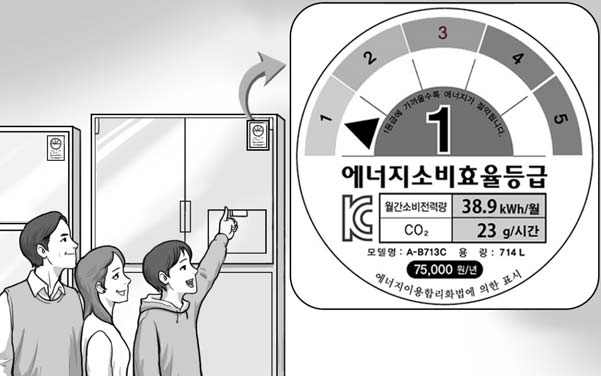 1
2
3
4
5
1등급에 가까울수록 에너지가 절약됩니다.
1
에너지소비효율등급
KC
월간소비전력량 38.9 kWh/월
CO₂ 23 g/시간
모델명 : A-B713C 용 량 : 714 L
75,000 원/년
에너지이용합리화법에 의한 표시